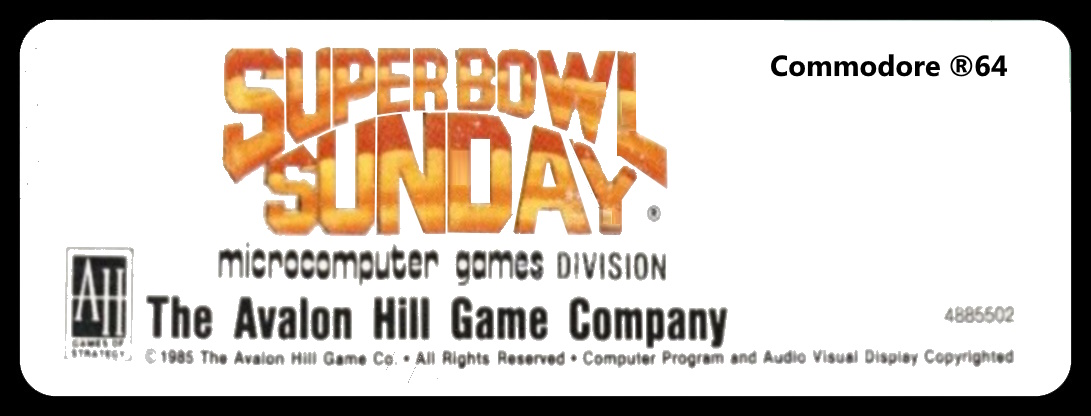 SUPER BOWL
SUNDAY ®
Commodore ®64
microcomputer games DIVISION
AH
GAMES OF
STRATEGY
The Avalon Hill Game Company
4885502
©1985 The Avalon Hill Game Co. • All Rights Reserved • Computer Program and Audio Visual Display Copyrighted